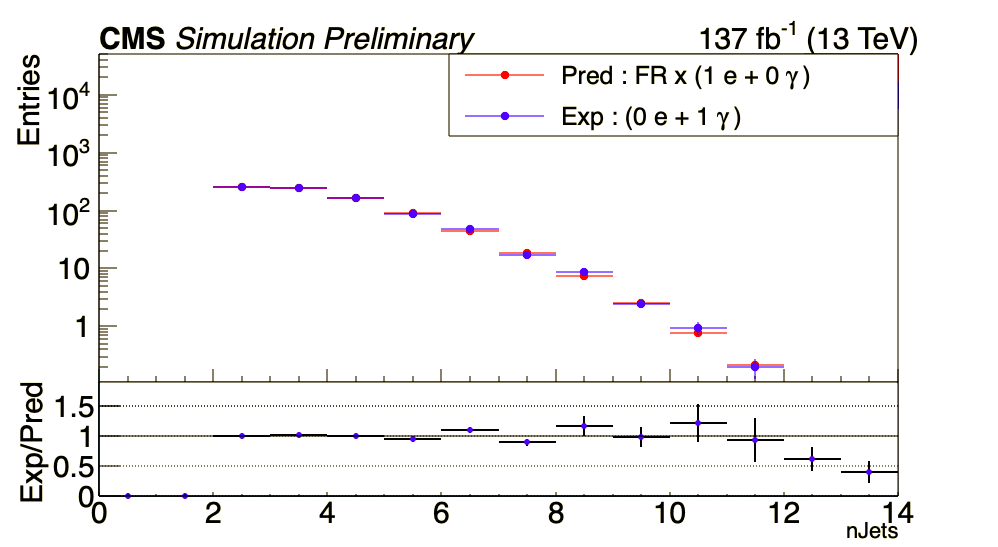 CMS Simulation Preliminary 137 fb⁻¹ (13 TeV)
Pred : FR x (1 e + 0 γ)
Exp : (0 e + 1 γ)
Entries
10⁴
10³
10²
10
1
Exp/Pred
1.5
1
0.5
0
0 2 4 6 8 10 12 14
nJets